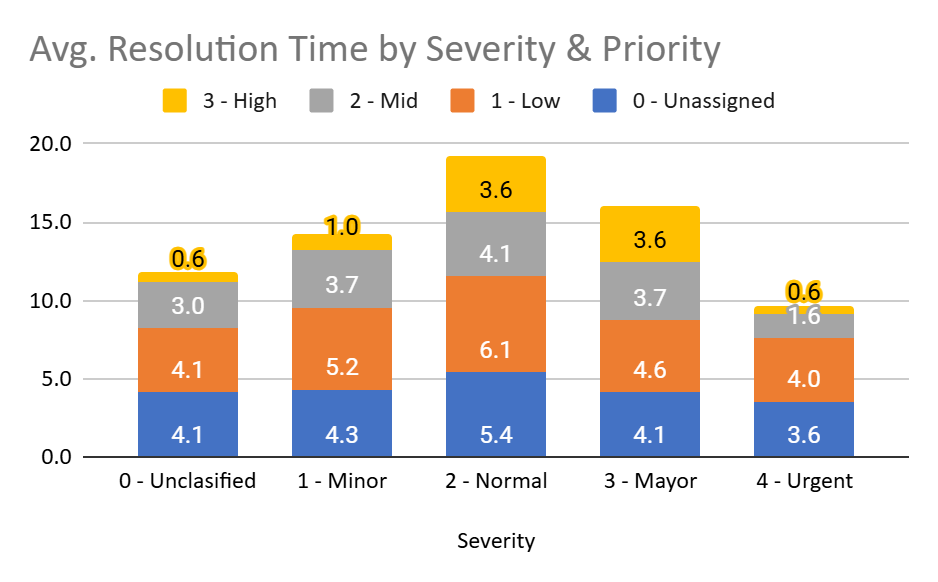 Avg. Resolution Time by Severity & Priority
3 - High 2 - Mid 1 - Low 0 - Unassigned
20.0
15.0
10.0
5.0
0.0
0.6 1.0 3.6 3.6 0.6
3.0 3.7 4.1 3.7 1.6
4.1 5.2 6.1 4.6 4.0
4.1 4.3 5.4 4.1 3.6
0 - Unclasified 1 - Minor 2 - Normal 3 - Mayor 4 - Urgent
Severity